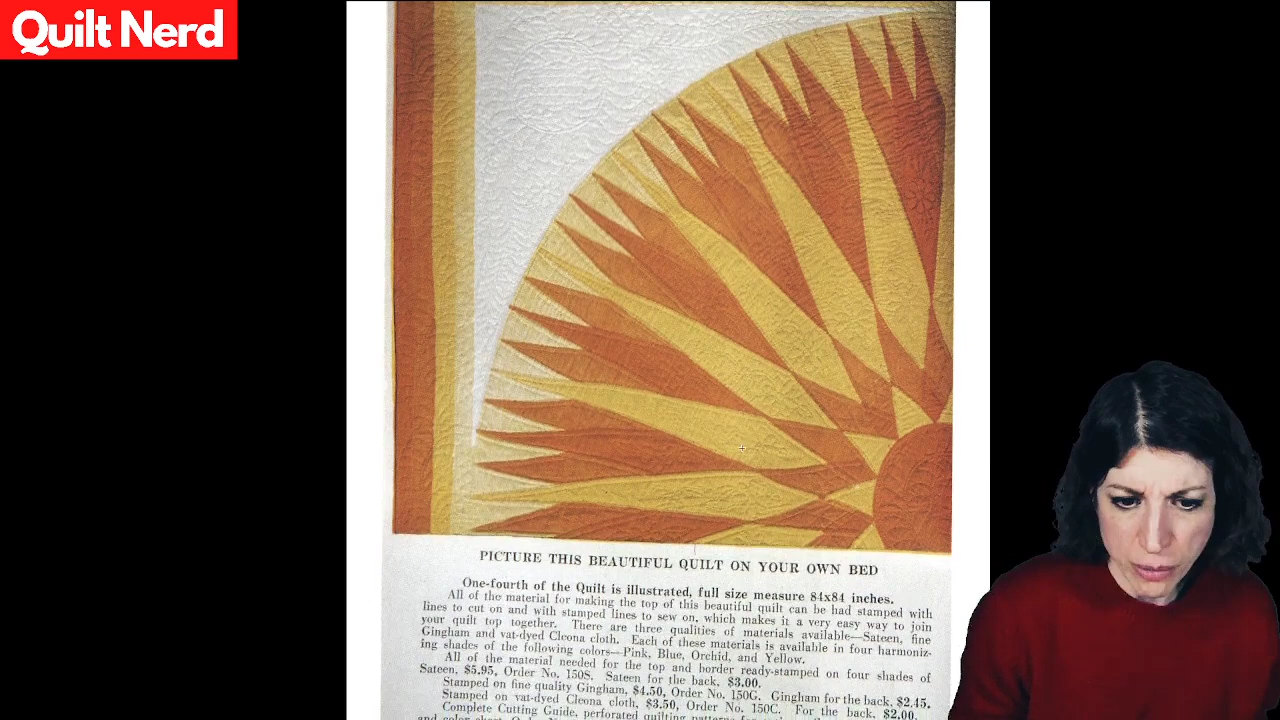 Quilt Nerd
PICTURE THIS BEAUTIFUL QUILT ON YOUR OWN BED
One-fourth of the Quilt is illustrated, full size measure 84x84 inches.
All of the material for making the top of this beautiful quilt can be had stamped with
lines to cut on and with stamped lines to sew on, which makes it a very easy way to join
your quilt top together. There are three qualities of materials available—Sateen, fine
Gingham and vat-dyed Cleona cloth. Each of these materials is available in four harmoniz-
ing shades of the following colors—Pink, Blue, Orchid, and Yellow.
All of the material needed for the top and border ready-stamped on four shades of
Sateen, $5.95, Order No. 150S. Sateen for the back, $3.00.
Stamped on fine quality Gingham, $4.50, Order No. 150G. Gingham for the back, $2.45.
Stamped on vat-dyed Cleona cloth, $3.50, Order No. 150C. For the back, $2.00.
Complete Cutting Guide, perforated quilting patterns
and color chart, Order